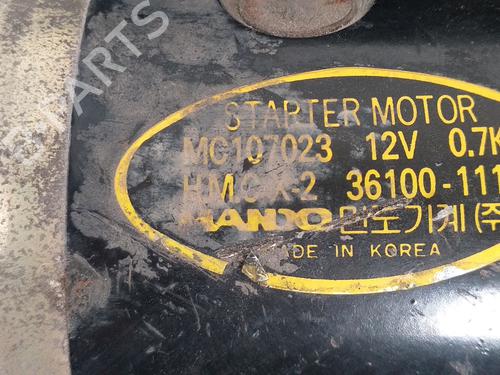 STARTER MOTOR
MC107023 12V 0.7K
HMC X-2 36100-111
MANDO 만도기계(주
MADE IN KOREA